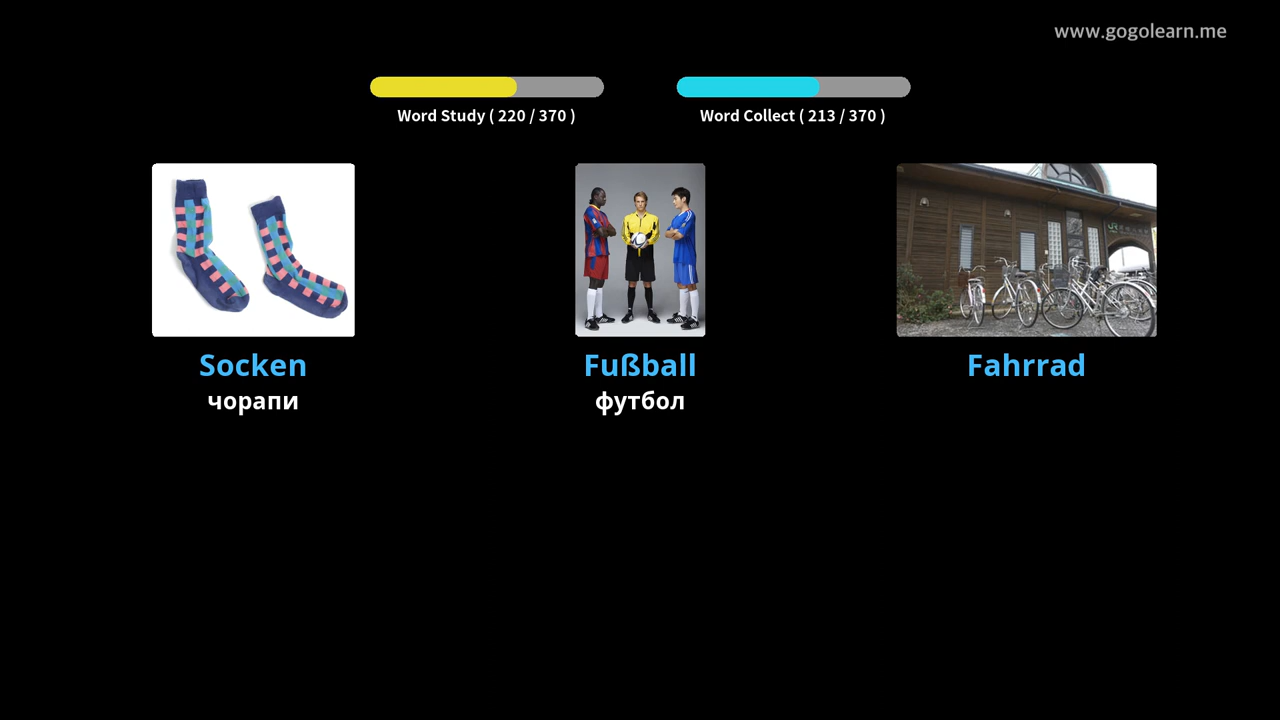 www.gogolearn.me
Word Study ( 220 / 370 )
Word Collect ( 213 / 370 )
Socken
Fußball
Fahrrad
чорапи
футбол